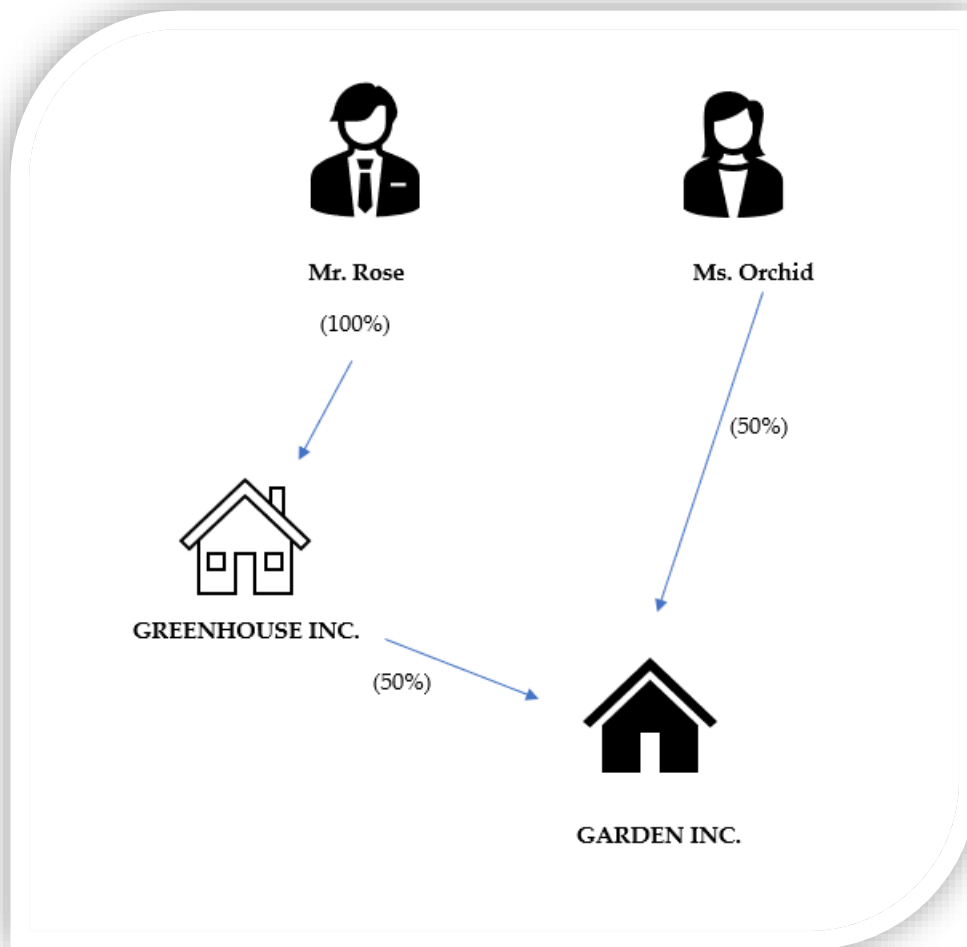 Mr. Rose
Ms. Orchid
(100%)
(50%)
GREENHOUSE INC.
(50%)
GARDEN INC.